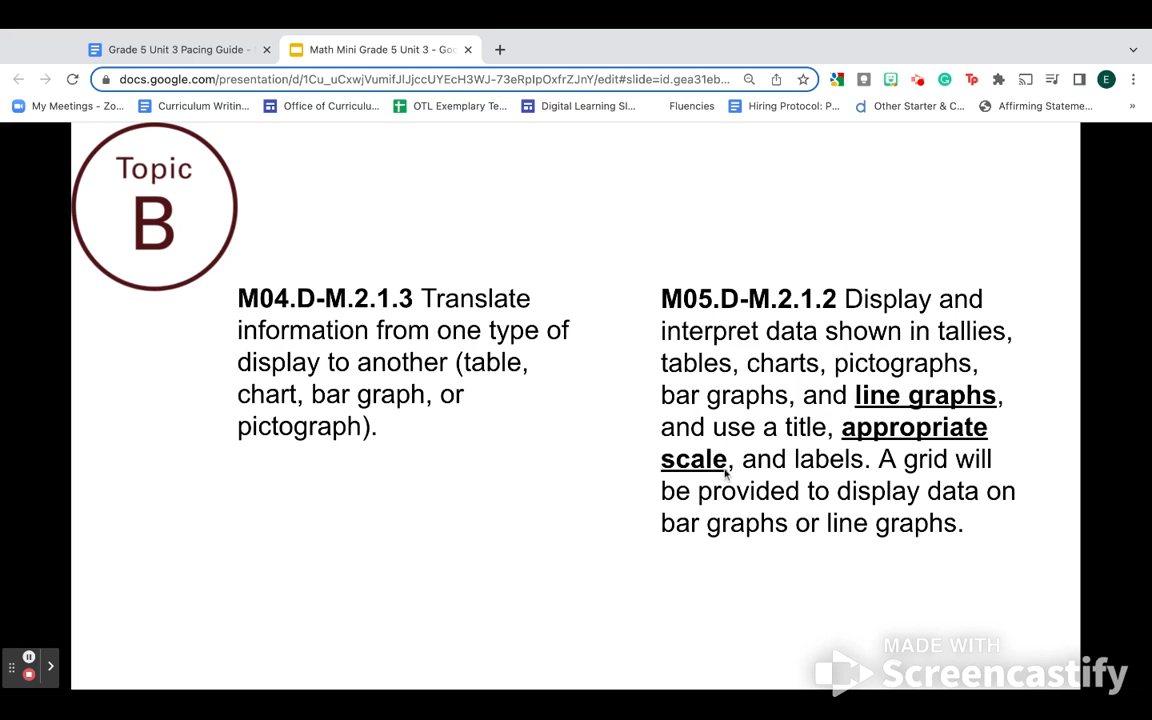 Grade 5 Unit 3 Pacing Guide -
Math Mini Grade 5 Unit 3 - Goo
docs.google.com/presentation/d/1Cu_uCxwjVumifJlJjccUYEcH3WJ-73eRpIpOxfrZJnY/edit#slide=id.gea31eb...
My Meetings - Zo...
Curriculum Writin...
Office of Curriculu...
OTL Exemplary Te...
Digital Learning Sl...
Fluencies
Hiring Protocol: P...
Other Starter & C...
Affirming Stateme...
»
Topic
B
M04.D-M.2.1.3 Translate
information from one type of
display to another (table,
chart, bar graph, or
pictograph).
M05.D-M.2.1.2 Display and
interpret data shown in tallies,
tables, charts, pictographs,
bar graphs, and line graphs,
and use a title, appropriate
scale, and labels. A grid will
be provided to display data on
bar graphs or line graphs.
MADE WITH
Screencastify